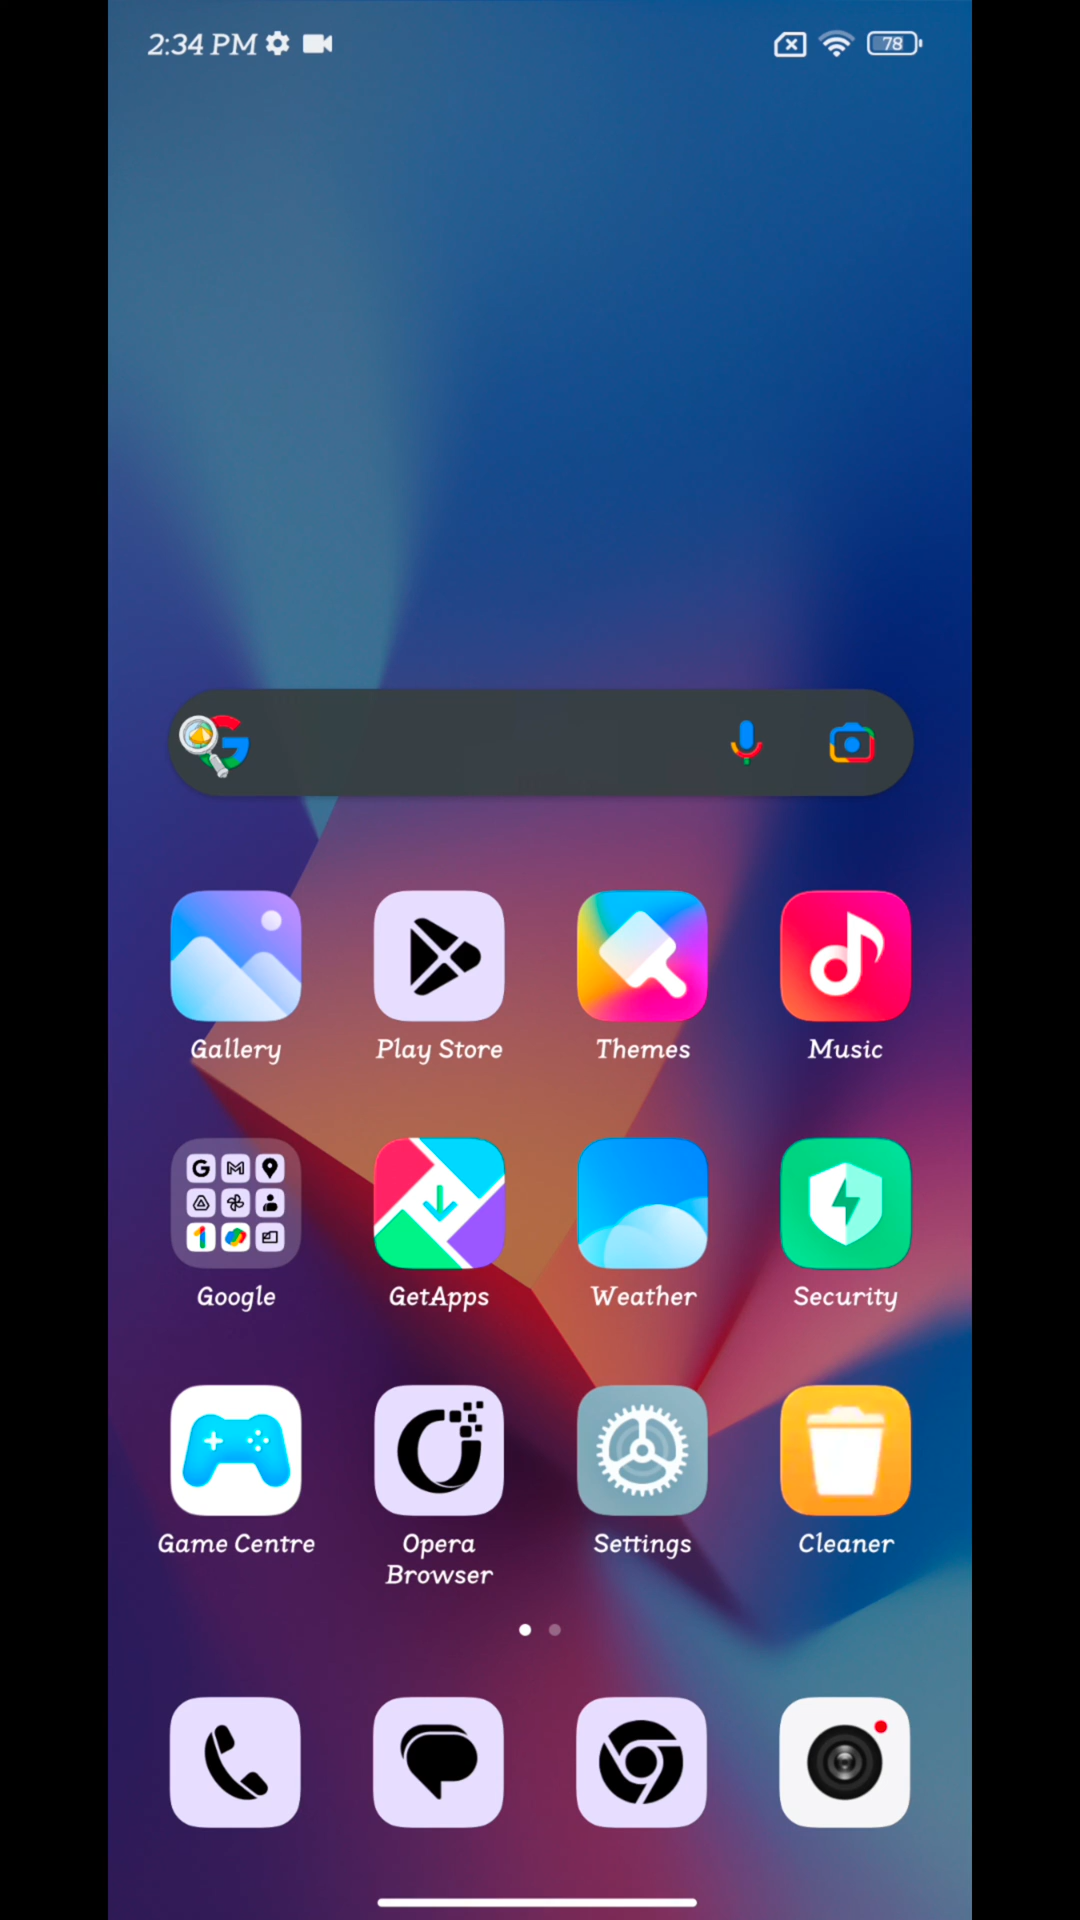 2:34 PM
78
Gallery
Play Store
Themes
Music
Google
GetApps
Weather
Security
Game Centre
Opera Browser
Settings
Cleaner